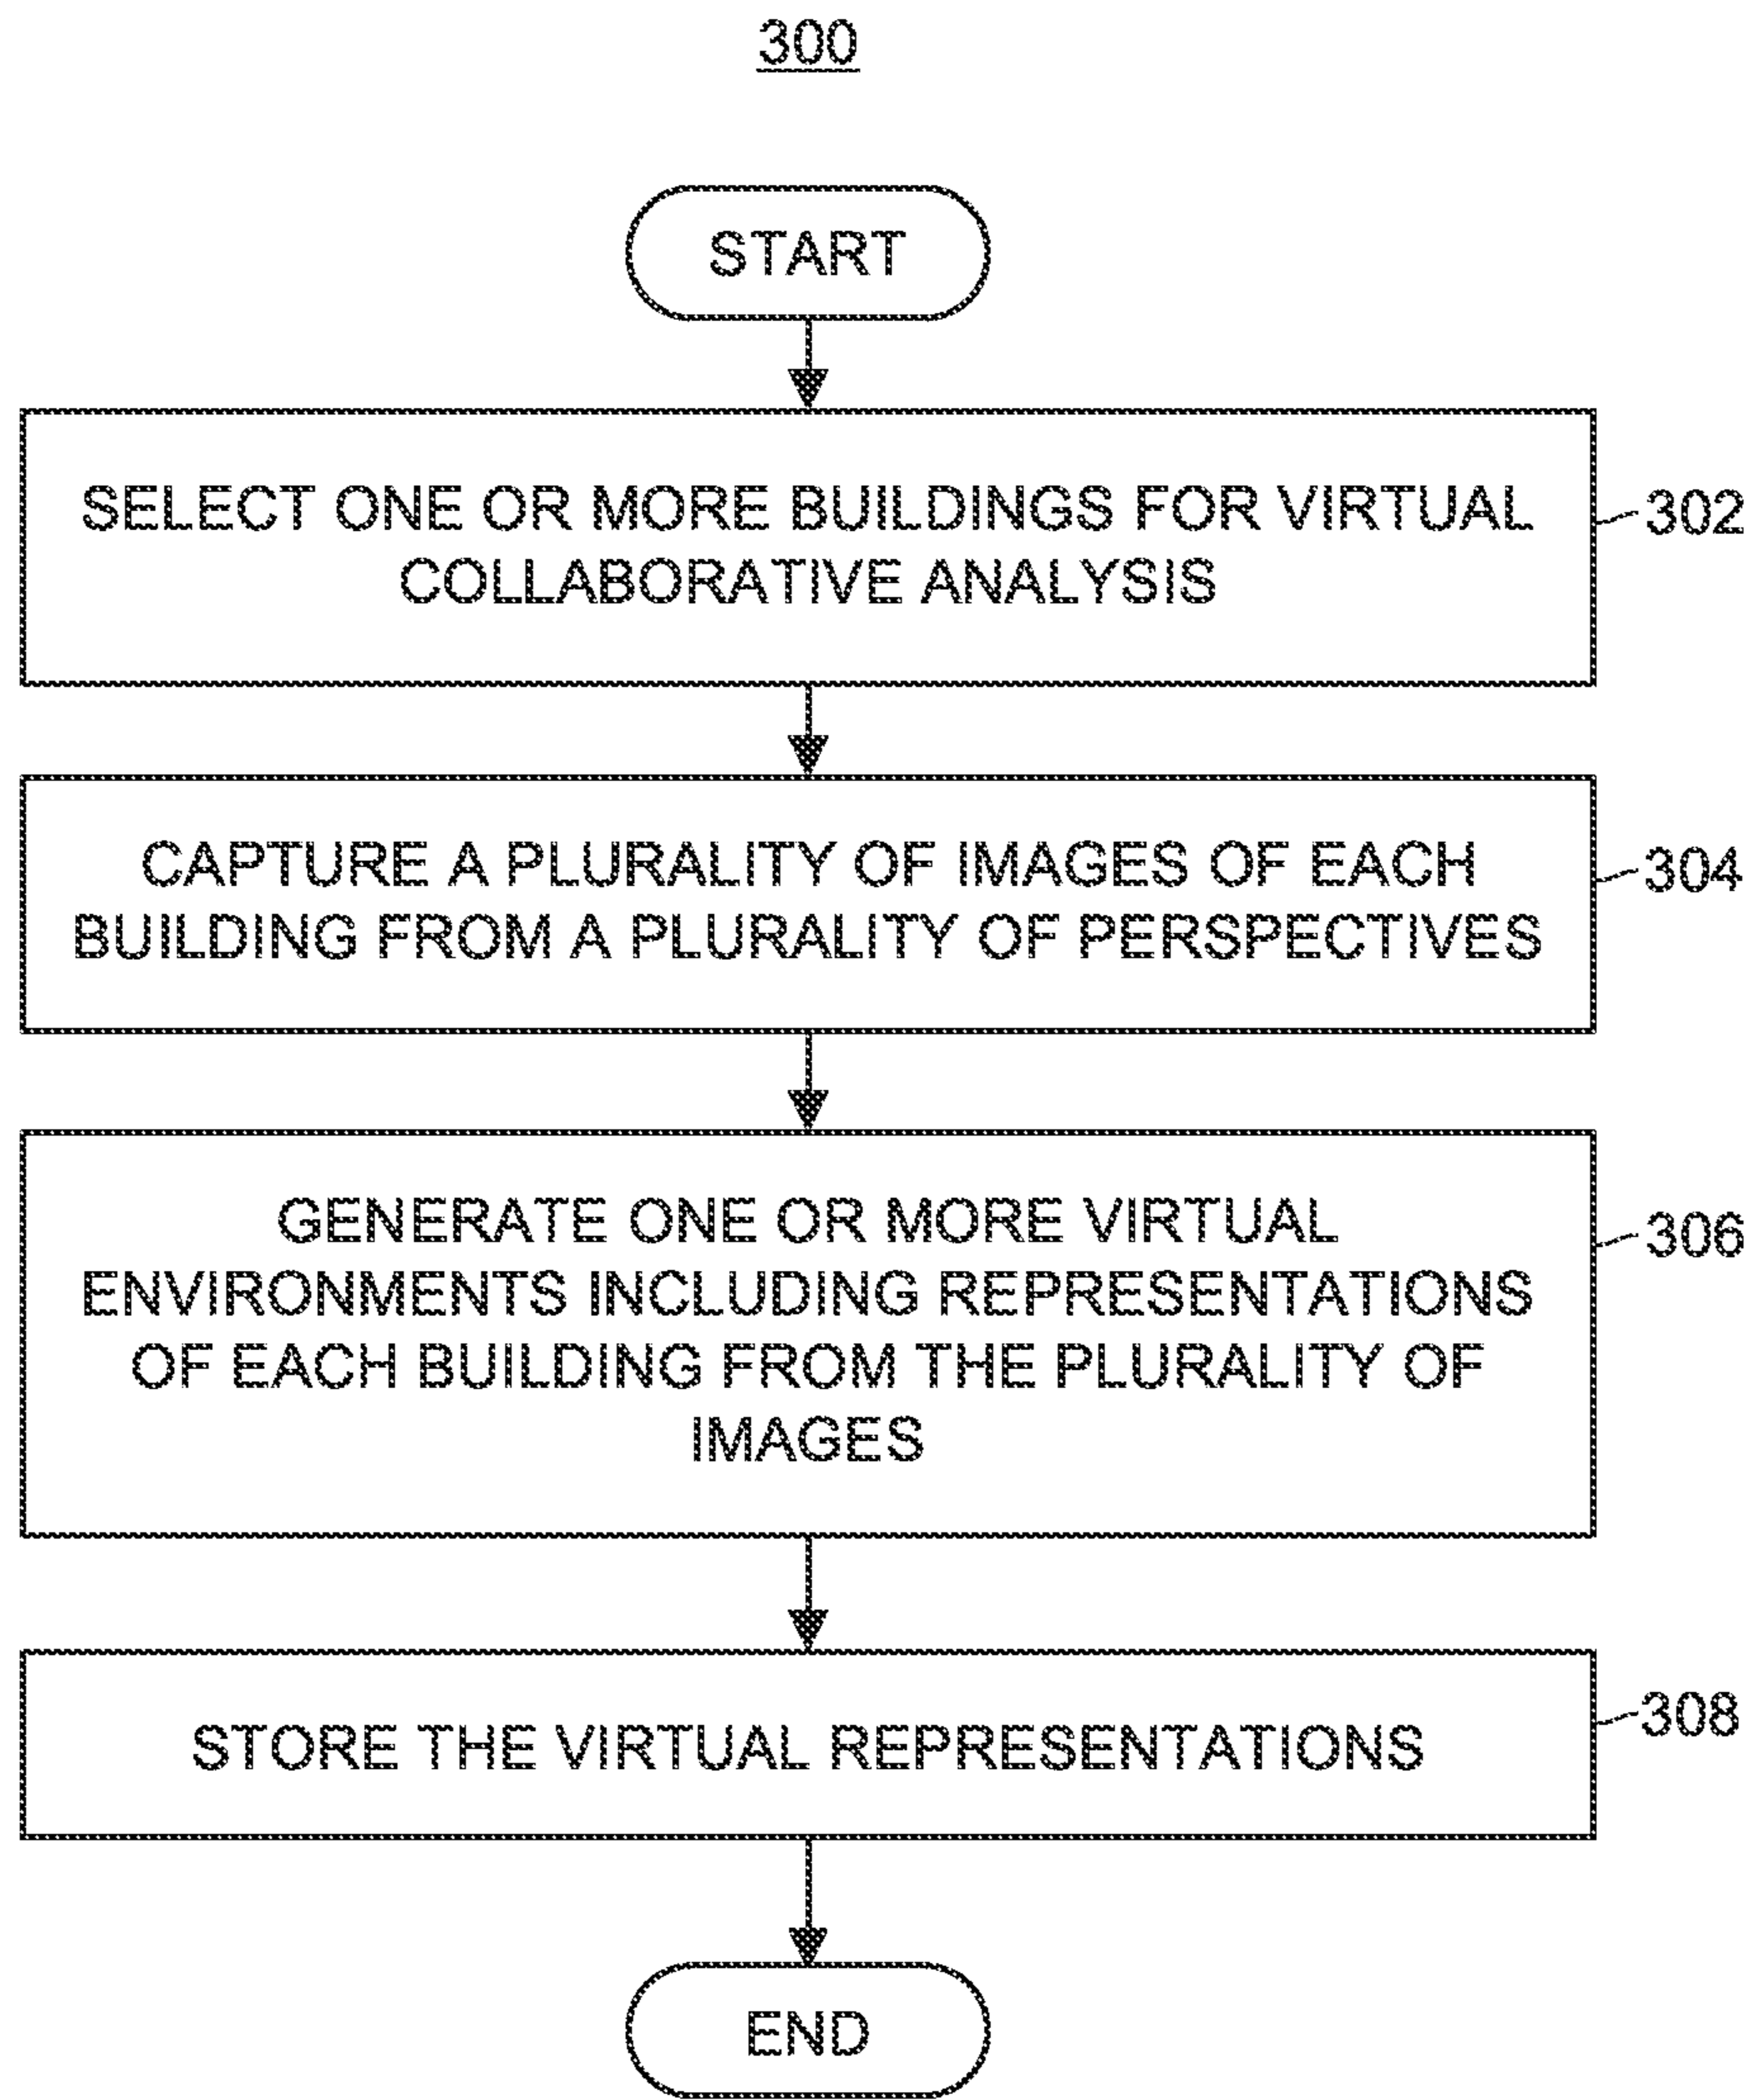 300
START
SELECT ONE OR MORE BUILDINGS FOR VIRTUAL
COLLABORATIVE ANALYSIS
302
CAPTURE A PLURALITY OF IMAGES OF EACH
BUILDING FROM A PLURALITY OF PERSPECTIVES
304
GENERATE ONE OR MORE VIRTUAL
ENVIRONMENTS INCLUDING REPRESENTATIONS
OF EACH BUILDING FROM THE PLURALITY OF
IMAGES
306
STORE THE VIRTUAL REPRESENTATIONS
308
END